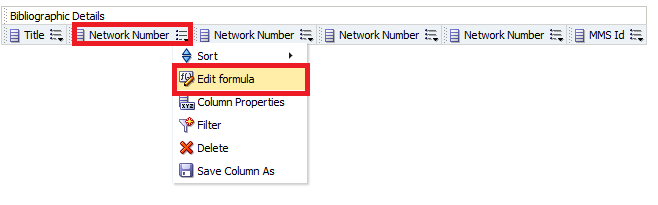 Bibliographic Details
Title Network Number Network Number Network Number Network Number MMS Id
Sort
f() Edit formula
XYZ Column Properties
Filter
Delete
Save Column As